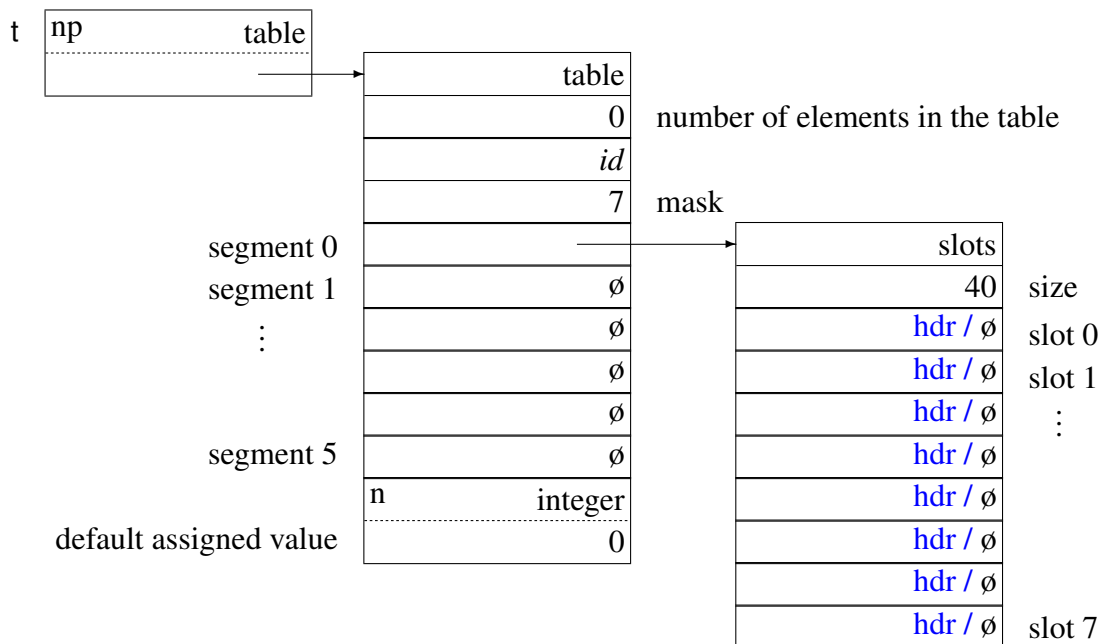 t
np table
table
0 number of elements in the table
id
7 mask
segment 0
slots
segment 1 ø
40 size
⋮ ø
hdr / ø slot 0
ø
hdr / ø slot 1
ø
hdr / ø ⋮
segment 5 ø
hdr / ø
n integer
hdr / ø
default assigned value 0
hdr / ø
hdr / ø
hdr / ø slot 7